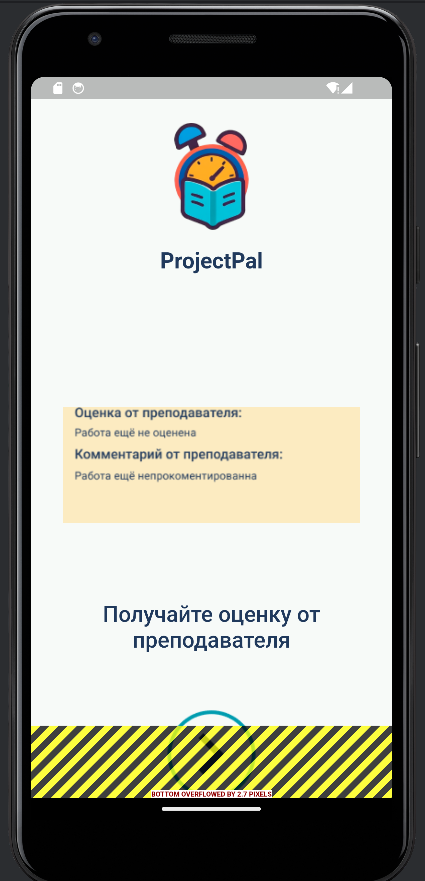 ProjectPal
Оценка от преподавателя:
Работа ещё не оценена
Комментарий от преподавателя:
Работа ещё непрокоментированна
Получайте оценку от
преподавателя
BOTTOM OVERFLOWED BY 2.7 PIXELS